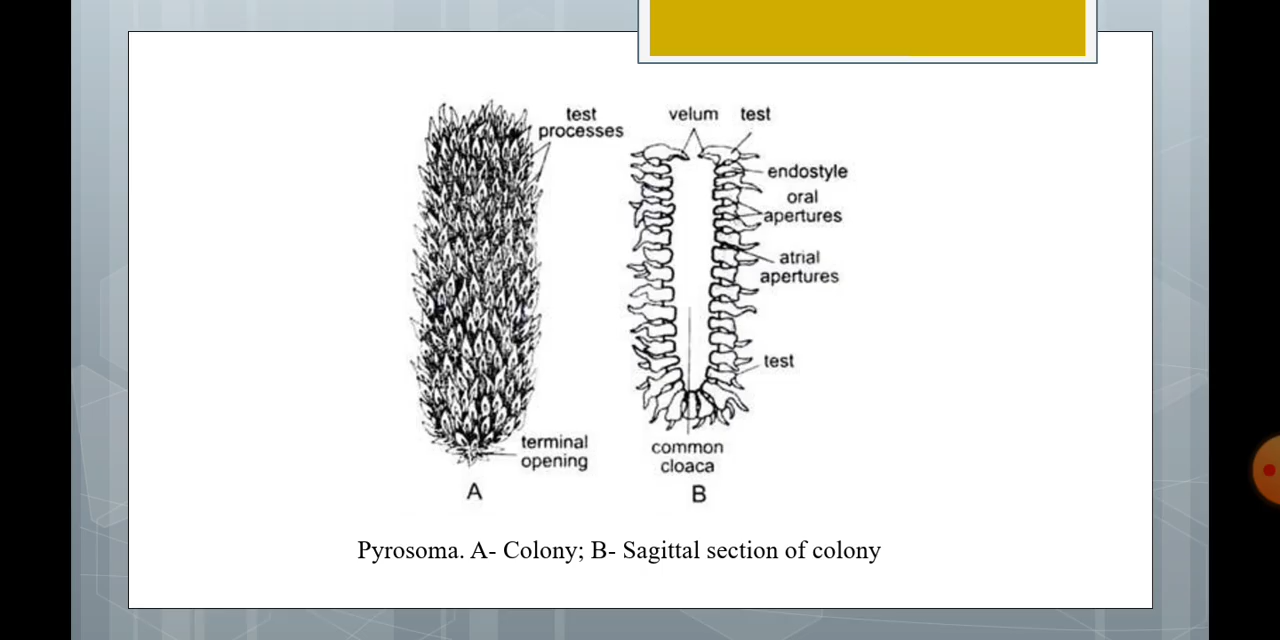 test
processes
terminal
opening
A
velum
test
endostyle
oral
apertures
atrial
apertures
test
common
cloaca
B
Pyrosoma. A- Colony; B- Sagittal section of colony